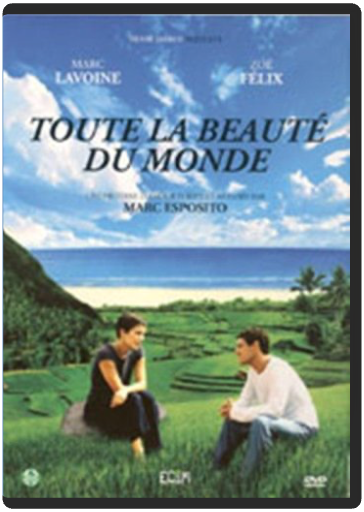 MARC
LAVOINE
ZOÉ
FÉLIX
TOUTE LA BEAUTÉ
DU MONDE
MARC ESPOSITO
DVD